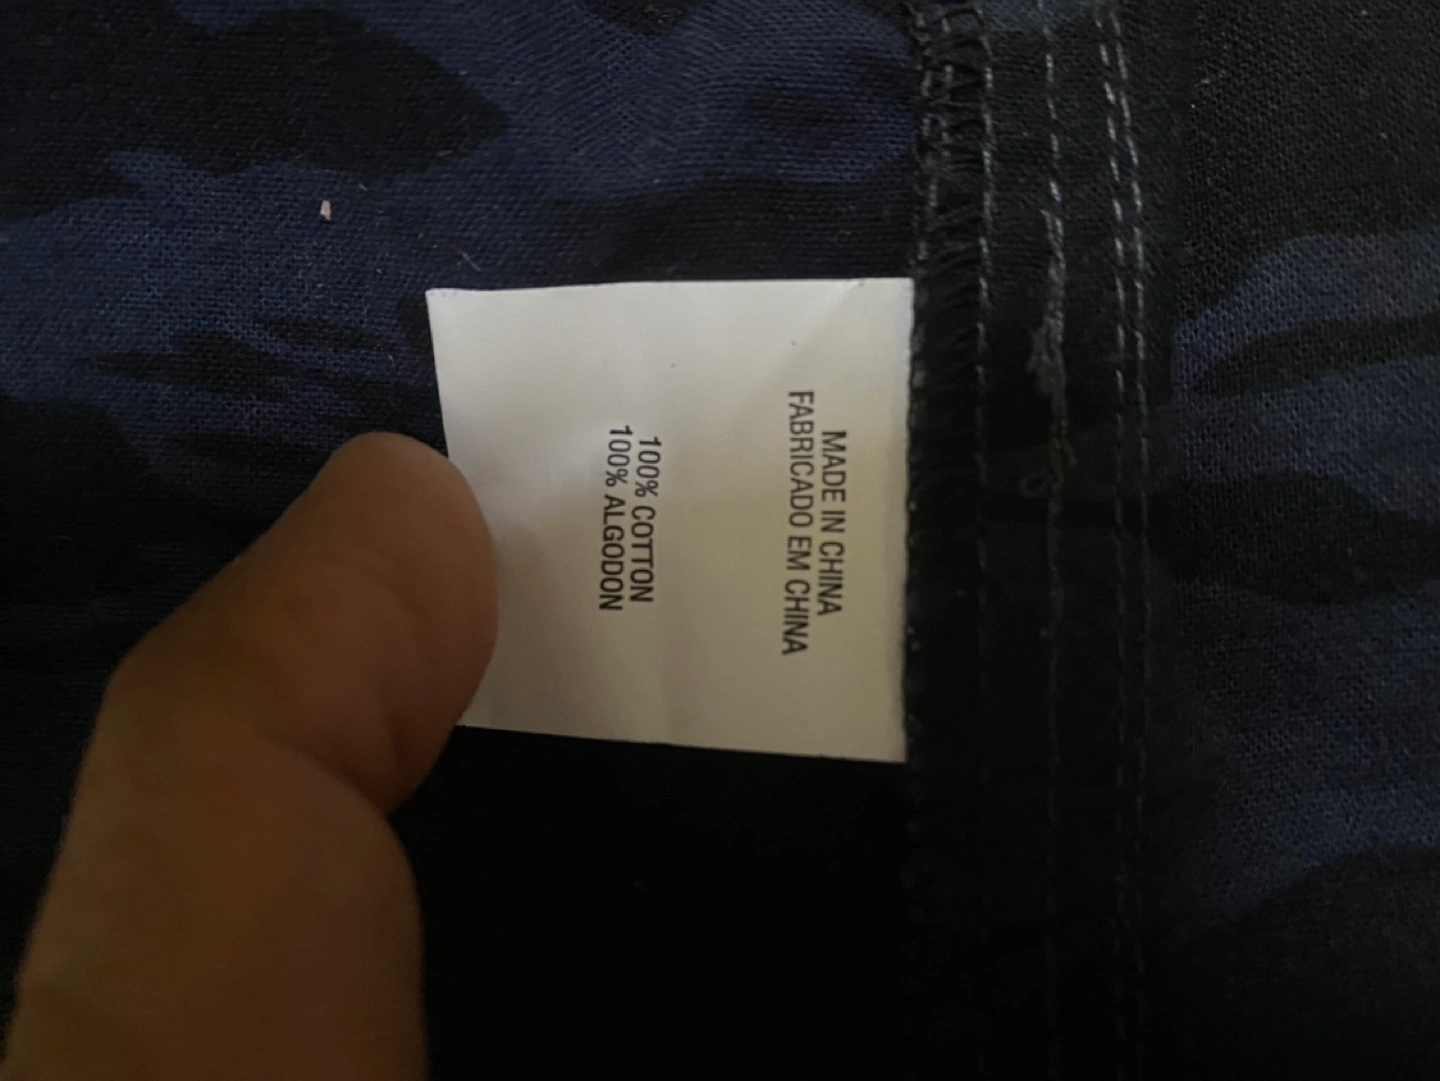 MADE IN CHINA
FABRICADO EM CHINA
100% COTTON
100% ALGODON